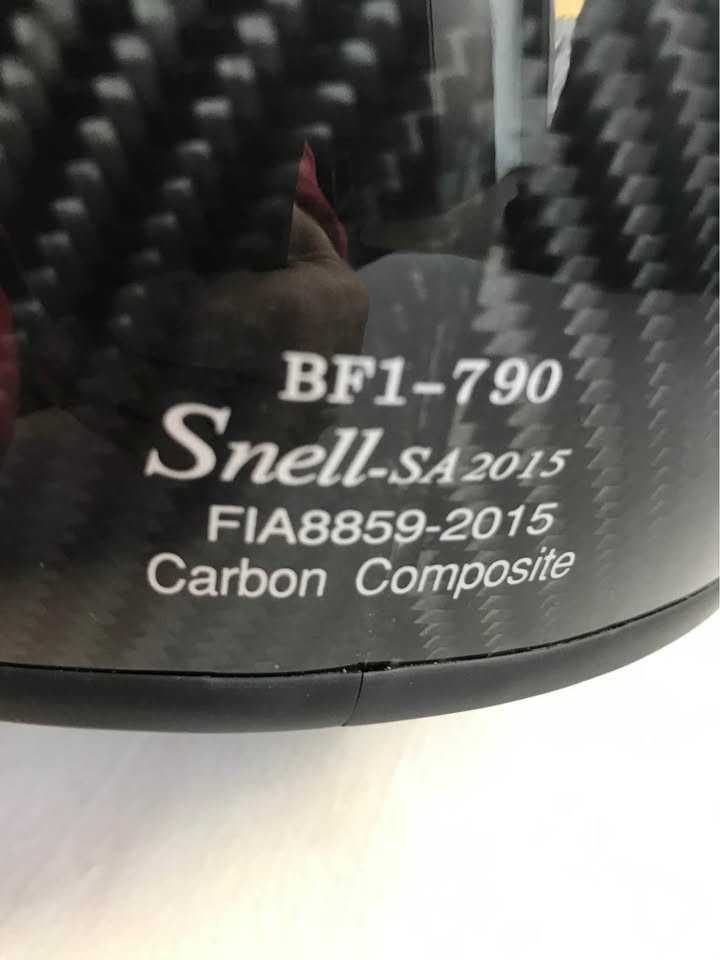 BF1-790
Snell-SA2015
FIA8859-2015
Carbon Composite